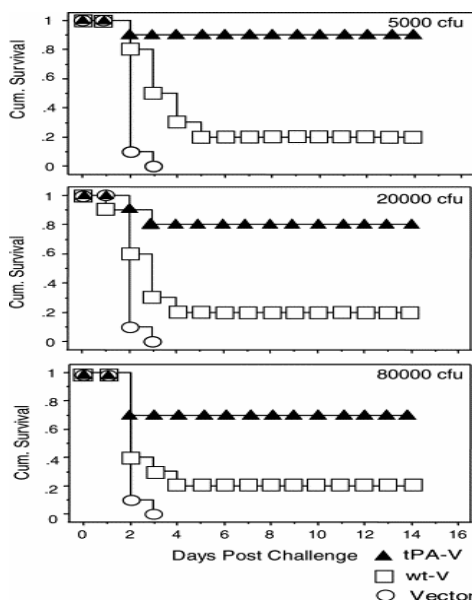 5000 cfu
Cum. Survival
1
.8
.6
.4
.2
0
20000 cfu
Cum. Survival
1
.8
.6
.4
.2
0
80000 cfu
Cum. Survival
1
.8
.6
.4
.2
0
0 2 4 6 8 10 12 14 16
Days Post Challenge
tPA-V
wt-V
Vector